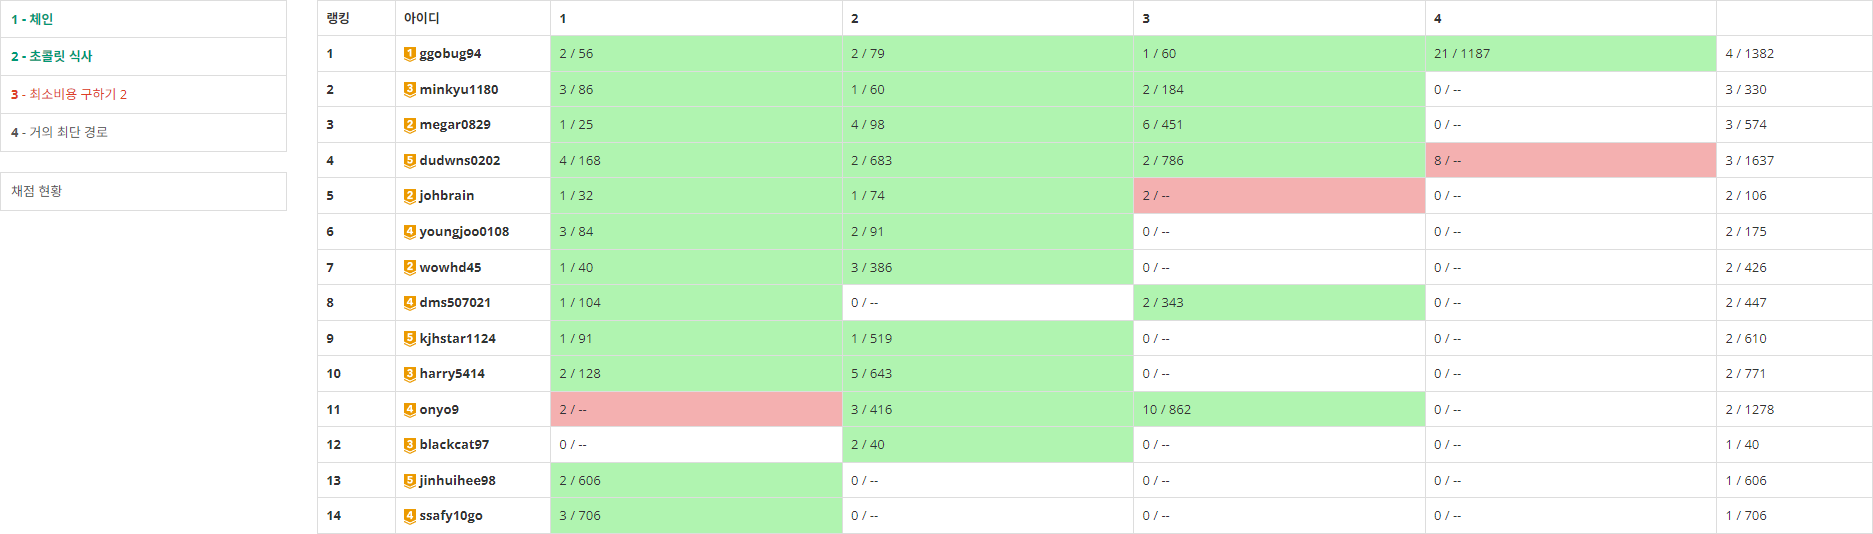 1 - 체인
2 - 초콜릿 식사
3 - 최소비용 구하기 2
4 - 거의 최단 경로
채점 현황
랭킹 아이디 1 2 3 4
1 1 ggobug94 2 / 56 2 / 79 1 / 60 21 / 1187 4 / 1382
2 3 minkyu1180 3 / 86 1 / 60 2 / 184 0 / -- 3 / 330
3 2 megar0829 1 / 25 4 / 98 6 / 451 0 / -- 3 / 574
4 5 dudwns0202 4 / 168 2 / 683 2 / 786 8 / -- 3 / 1637
5 2 johbrain 1 / 32 1 / 74 2 / -- 0 / -- 2 / 106
6 4 youngjoo0108 3 / 84 2 / 91 0 / -- 0 / -- 2 / 175
7 2 wowhd45 1 / 40 3 / 386 0 / -- 0 / -- 2 / 426
8 4 dms507021 1 / 104 0 / -- 2 / 343 0 / -- 2 / 447
9 5 kjhstar1124 1 / 91 1 / 519 0 / -- 0 / -- 2 / 610
10 3 harry5414 2 / 128 5 / 643 0 / -- 0 / -- 2 / 771
11 4 onyo9 2 / -- 3 / 416 10 / 862 0 / -- 2 / 1278
12 3 blackcat97 0 / -- 2 / 40 0 / -- 0 / -- 1 / 40
13 5 jinhuihee98 2 / 606 0 / -- 0 / -- 0 / -- 1 / 606
14 4 ssafy10go 3 / 706 0 / -- 0 / -- 0 / -- 1 / 706